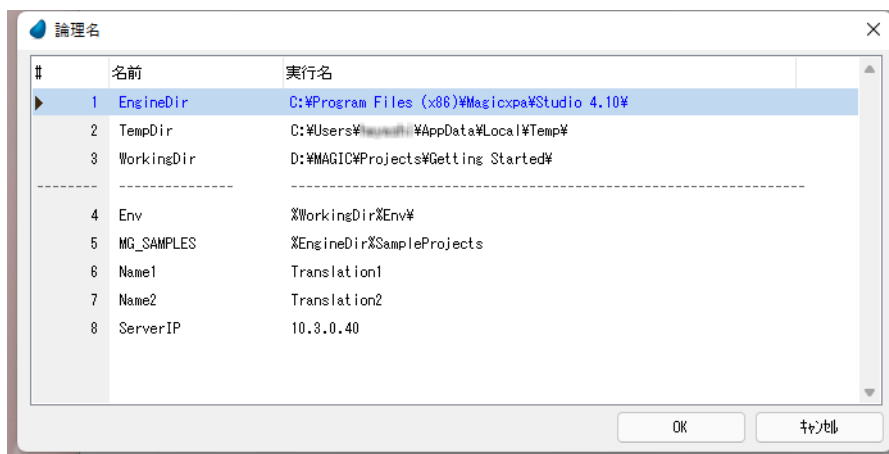 論理名
# 名前 実行名
1 EngineDir C:¥Program Files (x86)¥Magicxpa¥Studio 4.10¥
2 TempDir C:¥Users¥ ¥AppData¥Local¥Temp¥
3 WorkingDir D:¥MAGIC¥Projects¥Getting Started¥
4 Env %WorkingDir%Env¥
5 MG_SAMPLES %EngineDir%SampleProjects
6 Name1 Translation1
7 Name2 Translation2
8 ServerIP 10.3.0.40
OK ｷｬﾝｾﾙ